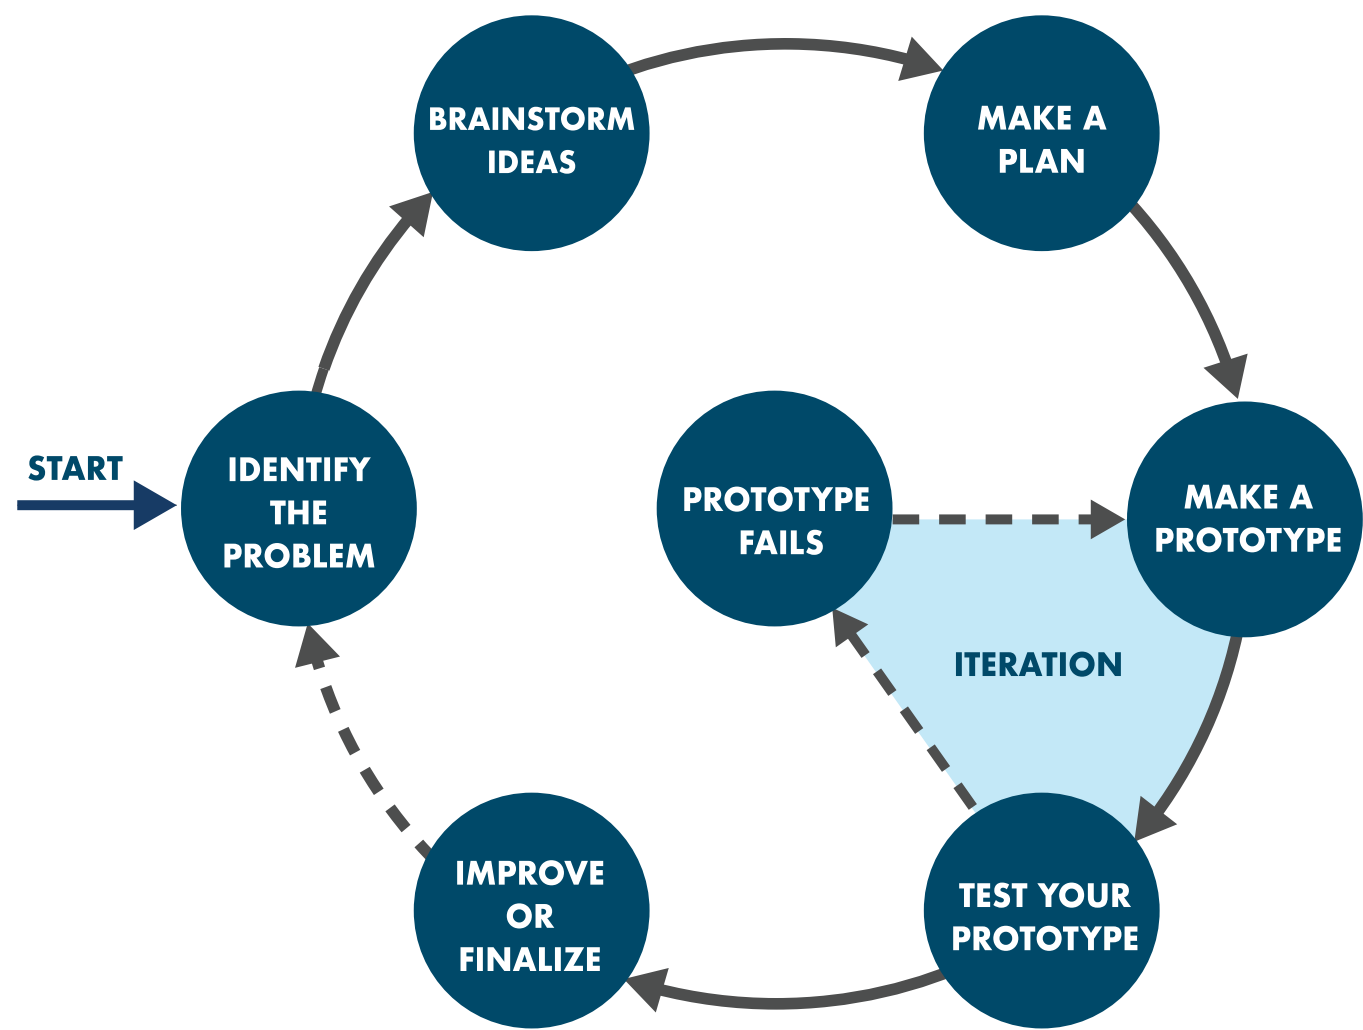 START
IDENTIFY
THE
PROBLEM
BRAINSTORM
IDEAS
MAKE A
PLAN
MAKE A
PROTOTYPE
TEST YOUR
PROTOTYPE
PROTOTYPE
FAILS
ITERATION
IMPROVE
OR
FINALIZE